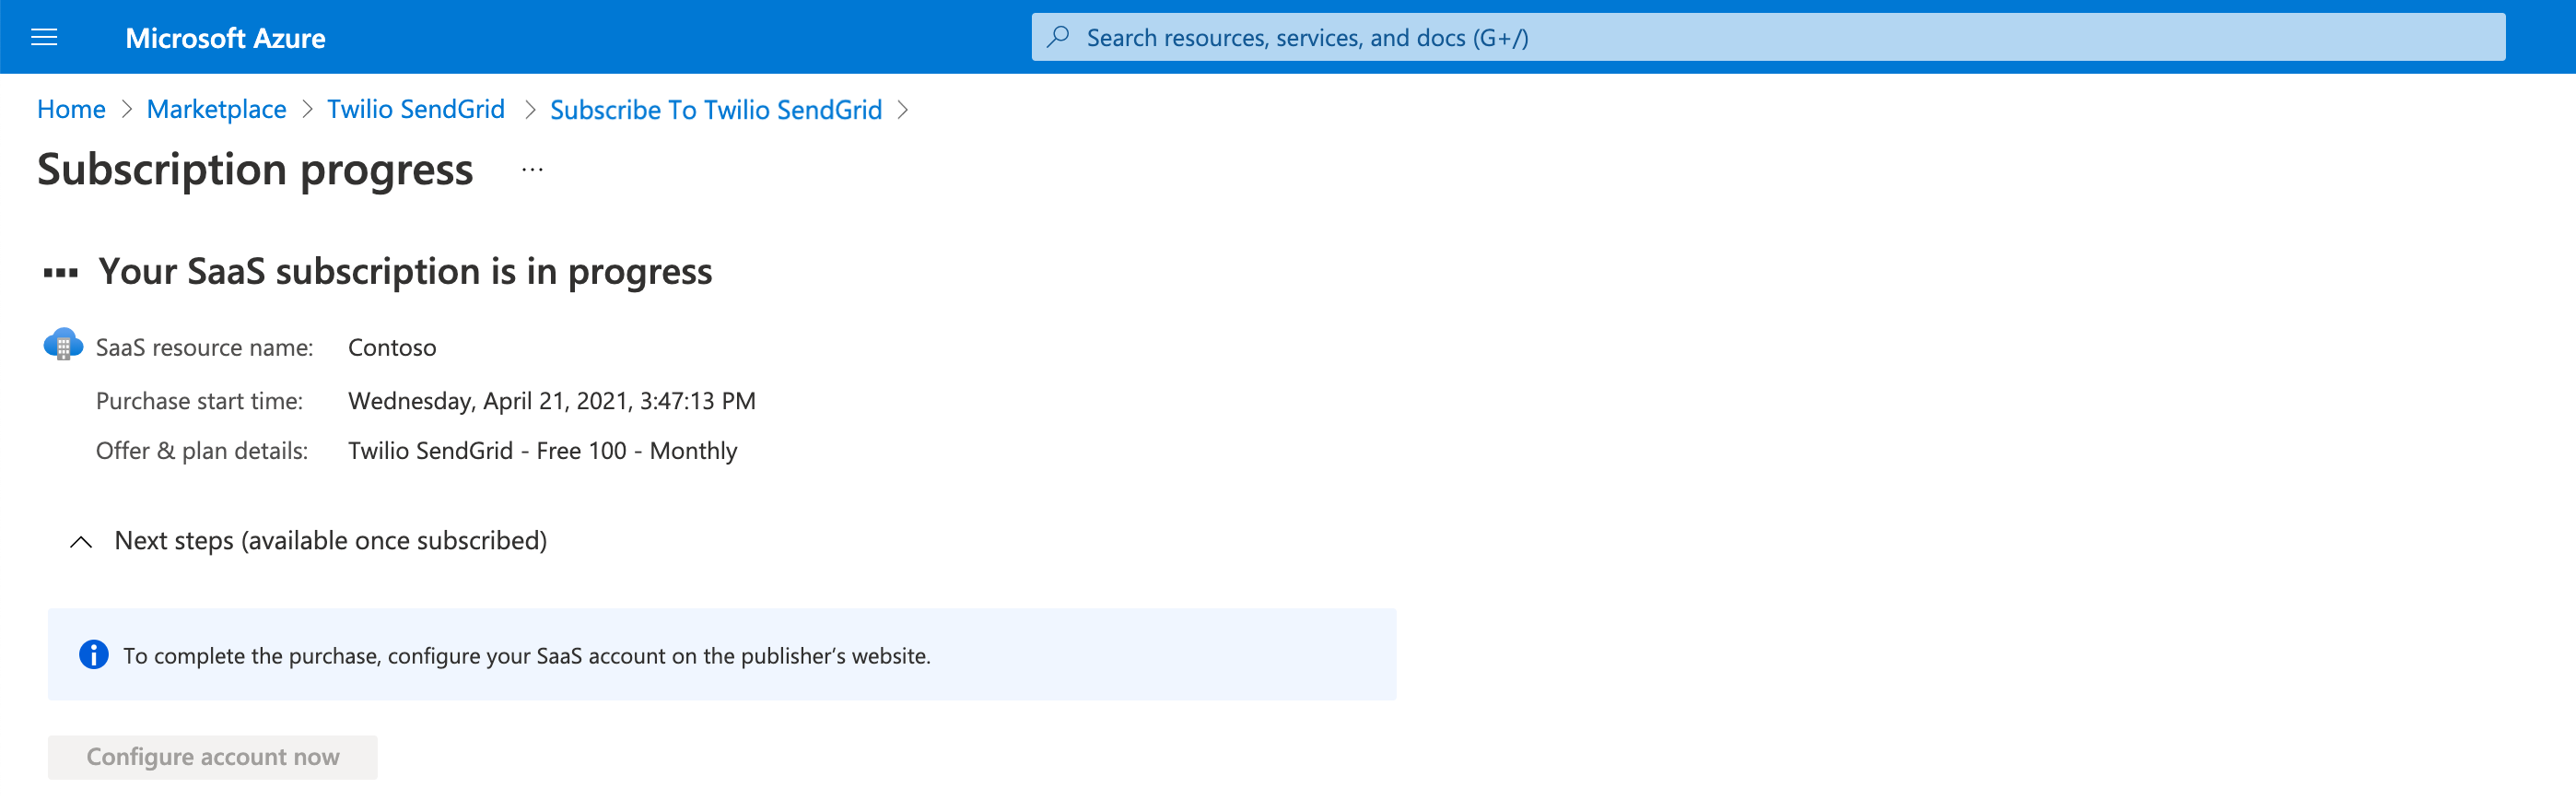 Microsoft Azure
Search resources, services, and docs (G+/)
Home > Marketplace > Twilio SendGrid > Subscribe To Twilio SendGrid >
Subscription progress ...
Your SaaS subscription is in progress
SaaS resource name: Contoso
Purchase start time: Wednesday, April 21, 2021, 3:47:13 PM
Offer & plan details: Twilio SendGrid - Free 100 - Monthly
Next steps (available once subscribed)
To complete the purchase, configure your SaaS account on the publisher’s website.
Configure account now